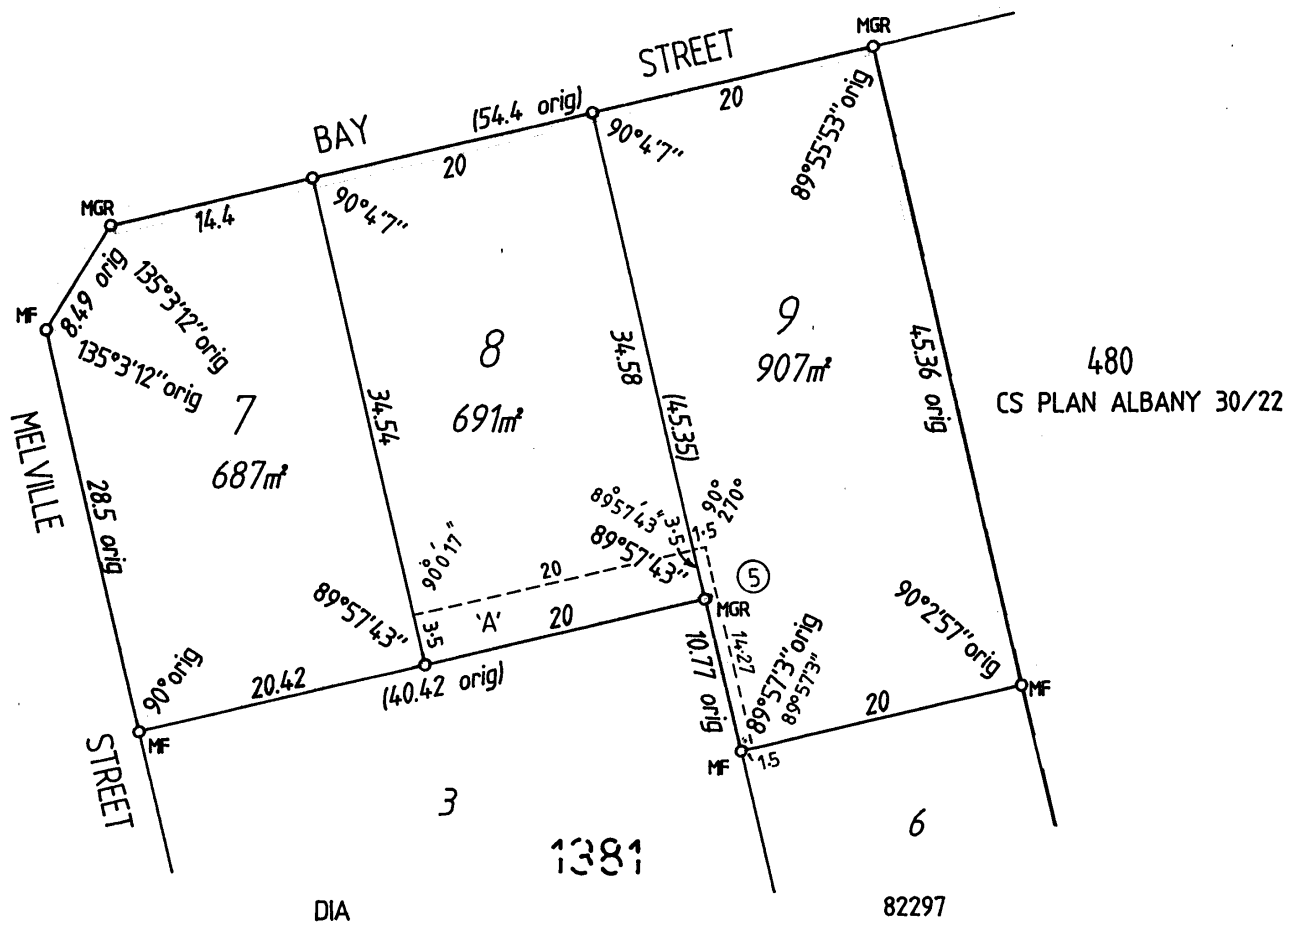 MGR
STREET
20
BAY
(54.4 orig)
90°4'7"
89°55'53" orig
20
90°4'7"
MGR
14.4
MF
8.49 orig
135°3'12" orig
135°3'12" orig
7
687m²
34.54
8
691m²
34.58
(45.35)
9
907m²
45.36 orig
480
CS PLAN ALBANY 30/22
MELVILLE
28.5 orig
90°0'17"
89°57'43"
89°57'43"
3.5
1.5
90°
270°
20
89°57'43"
'A'
3.5
20
5
MGR
90° orig
20.42
(40.42 orig)
10.77 orig
14.27
89°57'3" orig
89°57'3"
90°2'57" orig
20
MF
MF
MF
1.5
STREET
3
6
1381
DIA
82297